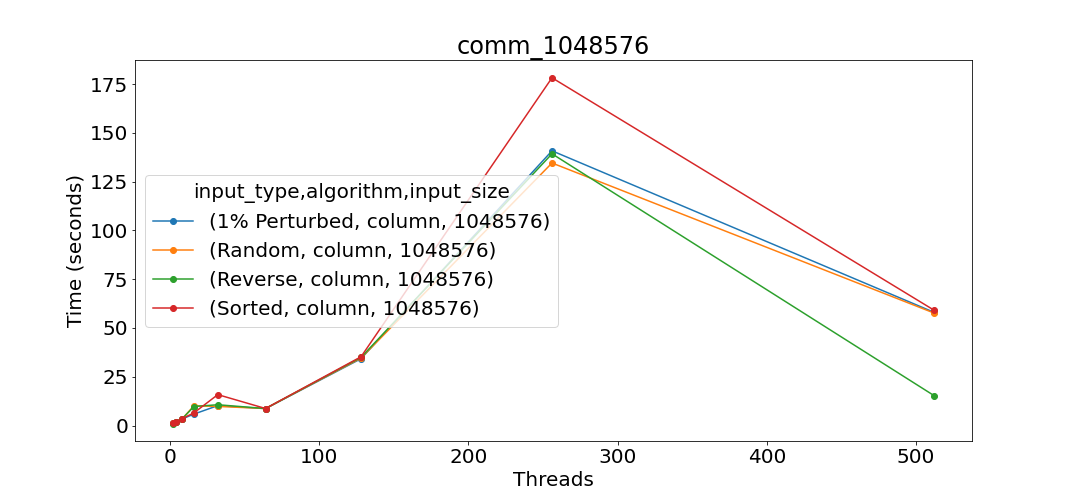 comm_1048576
Time (seconds)
175
150
125
100
75
50
25
0
input_type,algorithm,input_size
(1% Perturbed, column, 1048576)
(Random, column, 1048576)
(Reverse, column, 1048576)
(Sorted, column, 1048576)
0 100 200 300 400 500
Threads